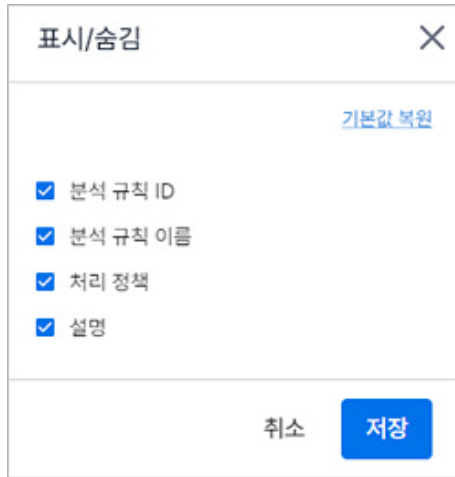 표시/숨김
기본값 복원
분석 규칙 ID
분석 규칙 이름
처리 정책
설명
취소
저장